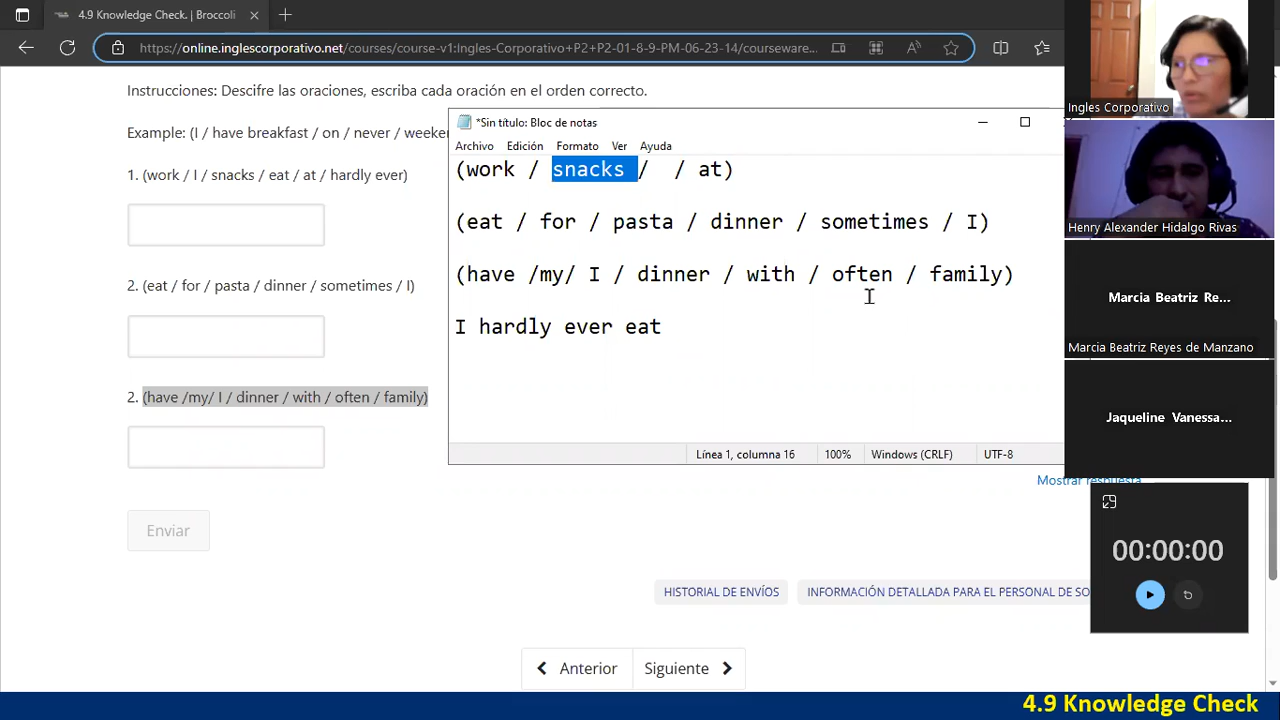 4.9 Knowledge Check. | Broccoli
https://online.inglescorporativo.net/courses/course-v1:Ingles-Corporativo+P2+P2-01-8-9-PM-06-23-14/courseware...
Instrucciones: Descifre las oraciones, escriba cada oración en el orden correcto.
Example: (I / have breakfast / on / never /
1. (work / I / snacks / eat / at / hardly ever)
2. (eat / for / pasta / dinner / sometimes / I)
2. (have /my/ I / dinner / with / often / family)
Enviar
*Sin título: Bloc de notas
Archivo Edición Formato Ver Ayuda
(work / snacks / / at)
(eat / for / pasta / dinner / sometimes / I)
(have /my/ I / dinner / with / often / family)
I hardly ever eat
Línea 1, columna 16 100% Windows (CRLF) UTF-8
Mostrar respuesta
HISTORIAL DE ENVÍOS
INFORMACIÓN DETALLADA PARA EL PERSONAL DE SO
Anterior Siguiente
Ingles Corporativo
Henry Alexander Hidalgo Rivas
Marcia Beatriz Re...
Marcia Beatriz Reyes de Manzano
Jaqueline Vanessa...
00:00:00
4.9 Knowledge Check